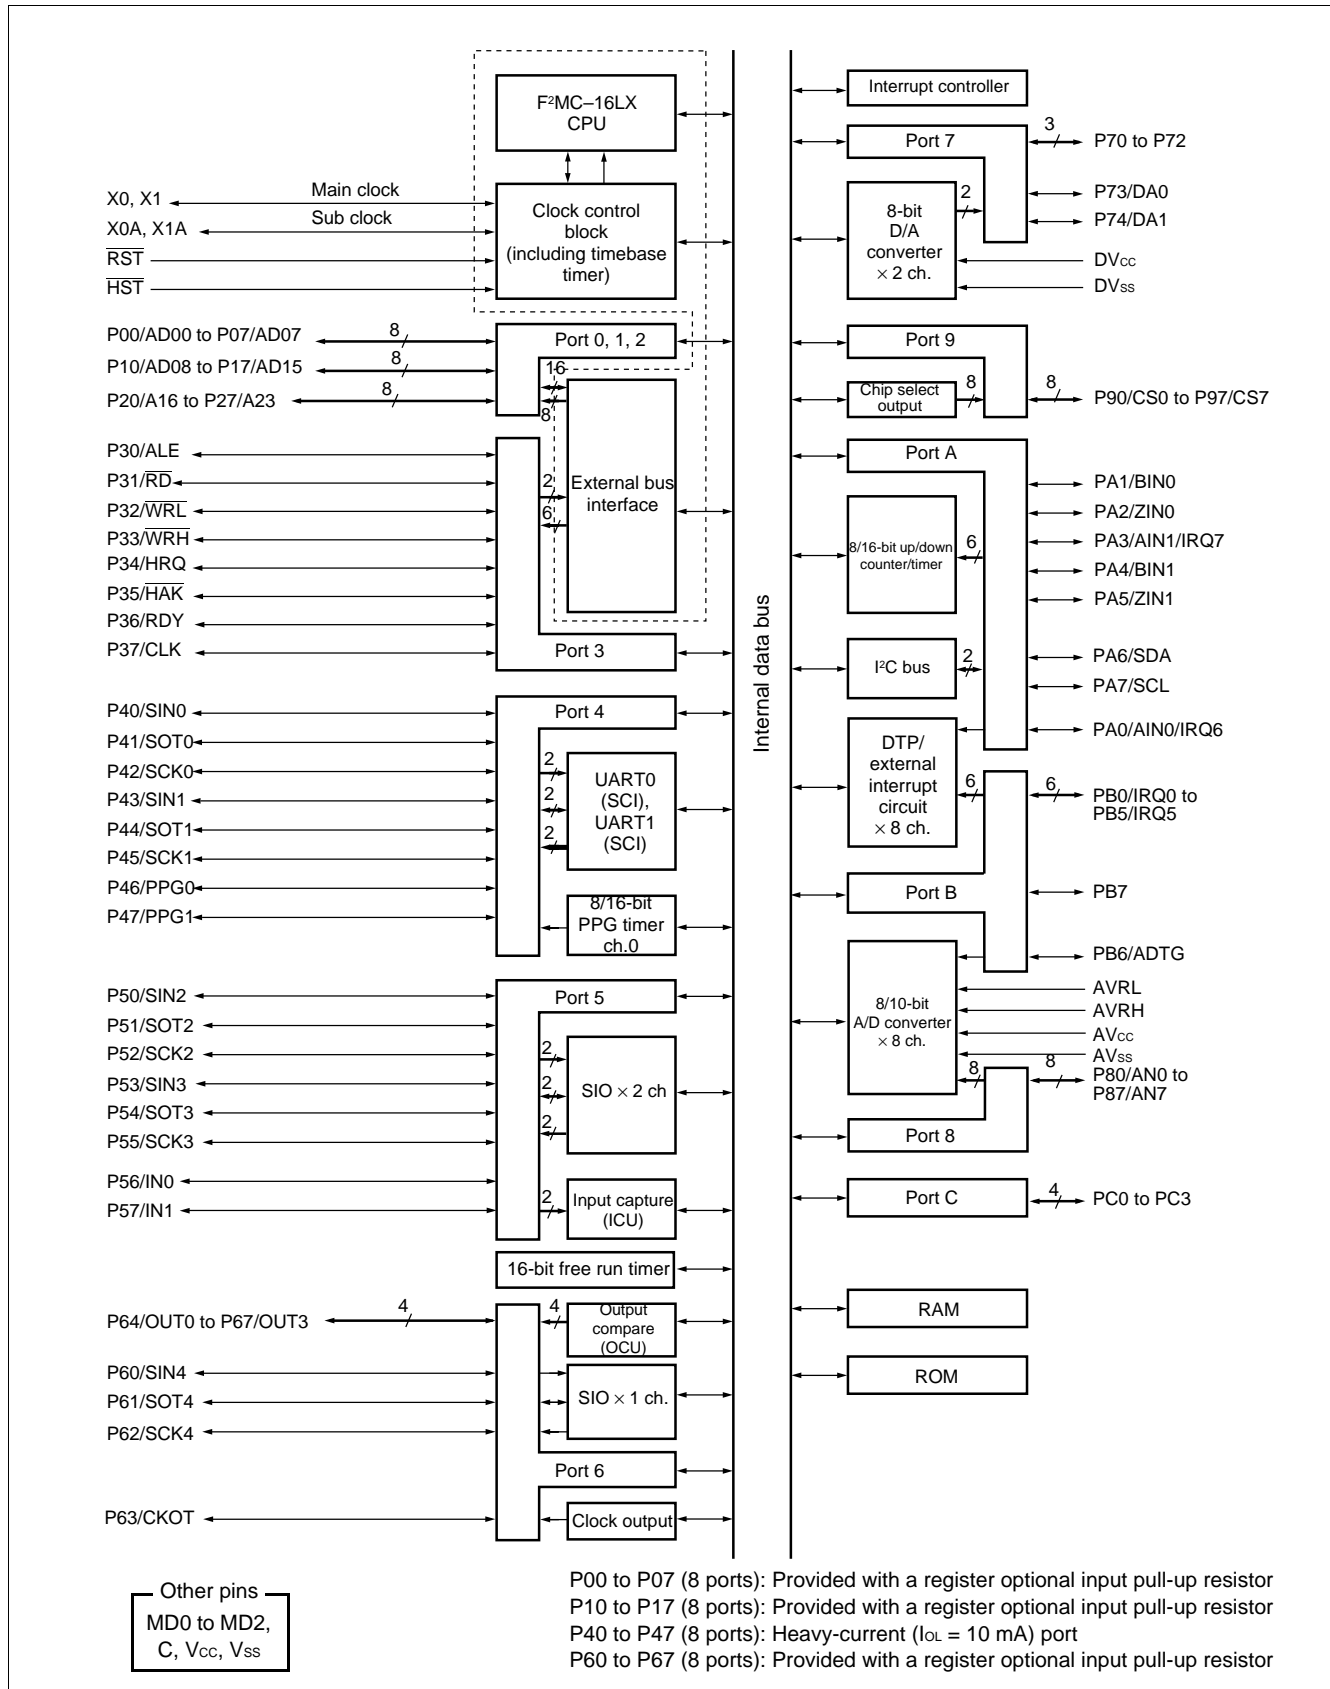 F²MC–16LX
CPU
Main clock
X0, X1
Sub clock
X0A, X1A
RST
HST
Clock control
block
(including timebase
timer)
P00/AD00 to P07/AD07
8
P10/AD08 to P17/AD15
8
P20/A16 to P27/A23
8
Port 0, 1, 2
16
8
P30/ALE
P31/RD
P32/WRL
P33/WRH
P34/HRQ
P35/HAK
P36/RDY
P37/CLK
2
6
External bus
interface
Port 3
P40/SIN0
P41/SOT0
P42/SCK0
P43/SIN1
P44/SOT1
P45/SCK1
P46/PPG0
P47/PPG1
Port 4
2
2
2
UART0
(SCI),
UART1
(SCI)
8/16-bit
PPG timer
ch.0
P50/SIN2
P51/SOT2
P52/SCK2
P53/SIN3
P54/SOT3
P55/SCK3
P56/IN0
P57/IN1
Port 5
2
2
2
SIO × 2 ch
2
Input capture
(ICU)
16-bit free run timer
P64/OUT0 to P67/OUT3
4
4
Output
compare
(OCU)
P60/SIN4
P61/SOT4
P62/SCK4
SIO × 1 ch.
Port 6
P63/CKOT
Clock output
Internal data bus
Interrupt controller
Port 7
3
P70 to P72
8-bit
D/A
converter
× 2 ch.
2
P73/DA0
P74/DA1
DVCC
DVSS
Port 9
Chip select
output
8
8
P90/CS0 to P97/CS7
Port A
PA1/BIN0
PA2/ZIN0
PA3/AIN1/IRQ7
PA4/BIN1
PA5/ZIN1
8/16-bit up/down
counter/timer
6
I²C bus
2
PA6/SDA
PA7/SCL
PA0/AIN0/IRQ6
DTP/
external
interrupt
circuit
× 8 ch.
6
6
PB0/IRQ0 to
PB5/IRQ5
Port B
PB7
PB6/ADTG
8/10-bit
A/D converter
× 8 ch.
AVRL
AVRH
AVCC
AVSS
8
8
P80/AN0 to
P87/AN7
Port 8
Port C
4
PC0 to PC3
RAM
ROM
Other pins
MD0 to MD2,
C, VCC, VSS
P00 to P07 (8 ports): Provided with a register optional input pull-up resistor
P10 to P17 (8 ports): Provided with a register optional input pull-up resistor
P40 to P47 (8 ports): Heavy-current (IOL = 10 mA) port
P60 to P67 (8 ports): Provided with a register optional input pull-up resistor